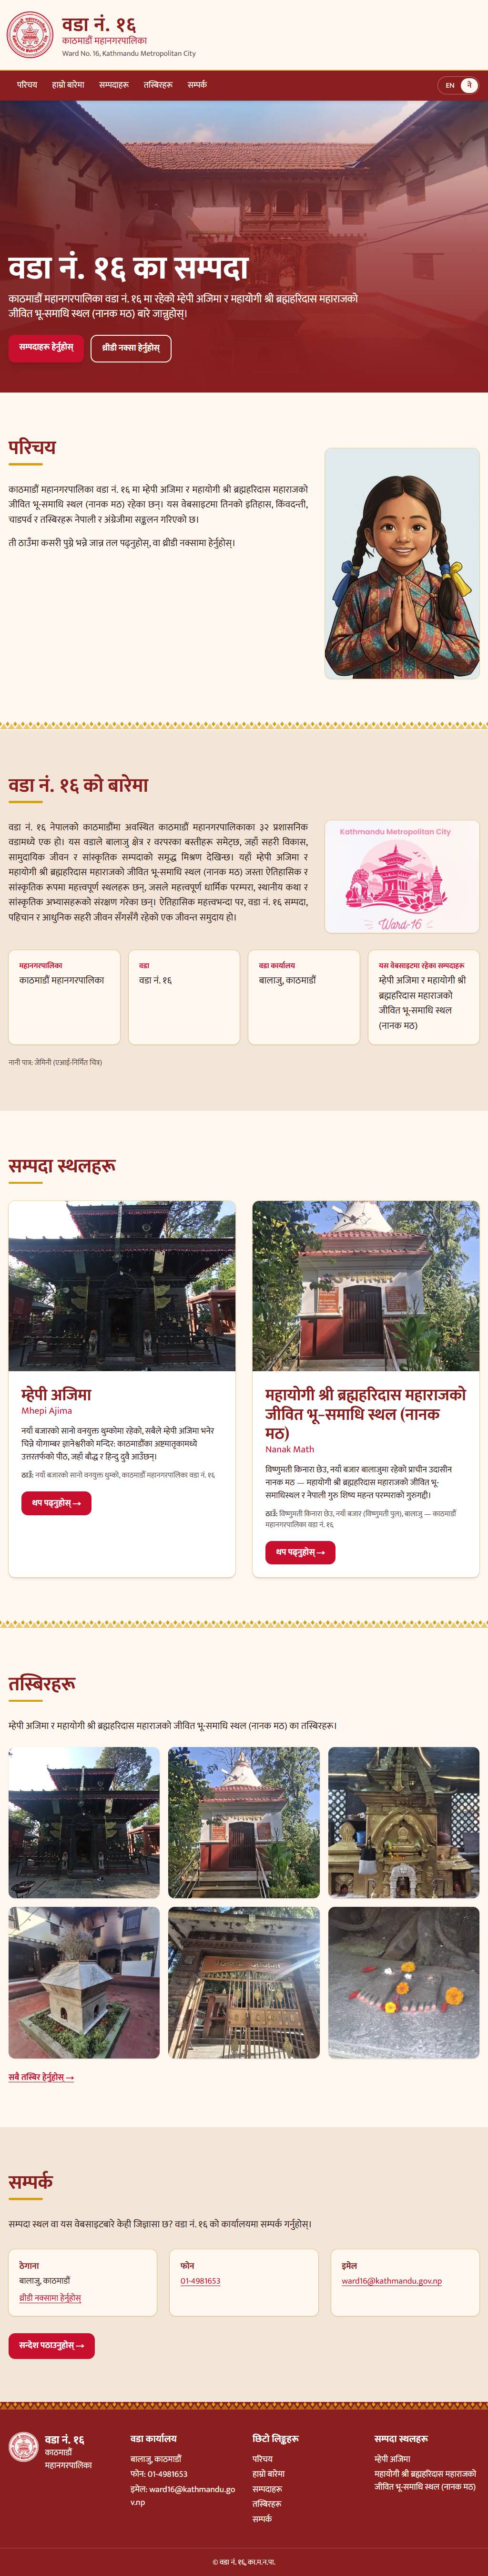 वडा नं. १६
काठमाडौं महानगरपालिका
Ward No. 16, Kathmandu Metropolitan City
परिचय हाम्रो बारेमा सम्पदाहरू तस्बिरहरू सम्पर्क EN ने
वडा नं. १६ का सम्पदा
काठमाडौं महानगरपालिका वडा नं. १६ मा रहेको म्हेपी अजिमा र महायोगी श्री ब्रह्महरिदास महाराजको
जीवित भू-समाधि स्थल (नानक मठ) बारे जान्नुहोस्।
सम्पदाहरू हेर्नुहोस् थ्रीडी नक्सा हेर्नुहोस्
परिचय
काठमाडौं महानगरपालिका वडा नं. १६ मा म्हेपी अजिमा र महायोगी श्री ब्रह्महरिदास महाराजको
जीवित भू-समाधि स्थल (नानक मठ) रहेका छन्। यस वेबसाइटमा तिनको इतिहास, किंवदन्ती,
चाडपर्व र तस्बिरहरू नेपाली र अंग्रेजीमा सङ्कलन गरिएको छ।
ती ठाउँमा कसरी पुग्ने भन्ने जान्न तल पढ्नुहोस्, वा थ्रीडी नक्सामा हेर्नुहोस्।
वडा नं. १६ को बारेमा
वडा नं. १६ नेपालको काठमाडौंमा अवस्थित काठमाडौं महानगरपालिकाका ३२ प्रशासनिक
वडामध्ये एक हो। यस वडाले बालाजु क्षेत्र र वरपरका बस्तीहरू समेट्छ, जहाँ सहरी विकास,
सामुदायिक जीवन र सांस्कृतिक सम्पदाको समृद्ध मिश्रण देखिन्छ। यहाँ म्हेपी अजिमा र
महायोगी श्री ब्रह्महरिदास महाराजको जीवित भू-समाधि स्थल (नानक मठ) जस्ता ऐतिहासिक र
सांस्कृतिक रूपमा महत्त्वपूर्ण स्थलहरू छन्, जसले महत्त्वपूर्ण धार्मिक परम्परा, स्थानीय कथा र
सांस्कृतिक अभ्यासहरूको संरक्षण गरेका छन्। ऐतिहासिक महत्त्वभन्दा पर, वडा नं. १६ सम्पदा,
पहिचान र आधुनिक सहरी जीवन सँगसँगै रहेको एक जीवन्त समुदाय हो।
Kathmandu Metropolitan City
Ward-16
महानगरपालिका
काठमाडौं महानगरपालिका
वडा
वडा नं. १६
वडा कार्यालय
बालाजु, काठमाडौं
यस वेबसाइटमा रहेका सम्पदाहरू
म्हेपी अजिमा र महायोगी श्री
ब्रह्महरिदास महाराजको
जीवित भू-समाधि स्थल
(नानक मठ)
नानी पात्र: जेमिनी (एआई-निर्मित चित्र)
सम्पदा स्थलहरू
म्हेपी अजिमा
Mhepi Ajima
नयाँ बजारको सानो वनयुक्त थुम्कोमा रहेको, सबैले म्हेपी अजिमा भनेर
चिन्ने योगाम्बर ज्ञानेश्वरीको मन्दिर: काठमाडौंका अष्टमातृकामध्ये
उत्तरतर्फको पीठ, जहाँ बौद्ध र हिन्दु दुवै आउँछन्।
ठाउँ: नयाँ बजारको सानो वनयुक्त थुम्को, काठमाडौं महानगरपालिका वडा नं. १६
थप पढ्नुहोस् →
महायोगी श्री ब्रह्महरिदास महाराजको
जीवित भू-समाधि स्थल (नानक
मठ)
Nanak Math
विष्णुमती किनारा छेउ, नयाँ बजार बालाजुमा रहेको प्राचीन उदासीन
नानक मठ — महायोगी श्री ब्रह्महरिदास महाराजको जीवित भू-
समाधिस्थल र नेपाली गुरु शिष्य महन्त परम्पराको गुरुगद्दी।
ठाउँ: विष्णुमती किनारा छेउ, नयाँ बजार (विष्णुमती पुल), बालाजु — काठमाडौं
महानगरपालिका वडा नं. १६
थप पढ्नुहोस् →
तस्बिरहरू
म्हेपी अजिमा र महायोगी श्री ब्रह्महरिदास महाराजको जीवित भू-समाधि स्थल (नानक मठ) का तस्बिरहरू।
सबै तस्बिर हेर्नुहोस् →
सम्पर्क
सम्पदा स्थल वा यस वेबसाइटबारे केही जिज्ञासा छ? वडा नं. १६ को कार्यालयमा सम्पर्क गर्नुहोस्।
ठेगाना
बालाजु, काठमाडौं
थ्रीडी नक्सामा हेर्नुहोस्
फोन
01-4981653
इमेल
ward16@kathmandu.gov.np
सन्देश पठाउनुहोस् →
वडा नं. १६
काठमाडौं
महानगरपालिका
वडा कार्यालय
बालाजु, काठमाडौं
फोन: 01-4981653
इमेल: ward16@kathmandu.go
v.np
छिटो लिङ्कहरू
परिचय
हाम्रो बारेमा
सम्पदाहरू
तस्बिरहरू
सम्पर्क
सम्पदा स्थलहरू
म्हेपी अजिमा
महायोगी श्री ब्रह्महरिदास महाराजको
जीवित भू-समाधि स्थल (नानक मठ)
© वडा नं. १६, का.म.न.पा.